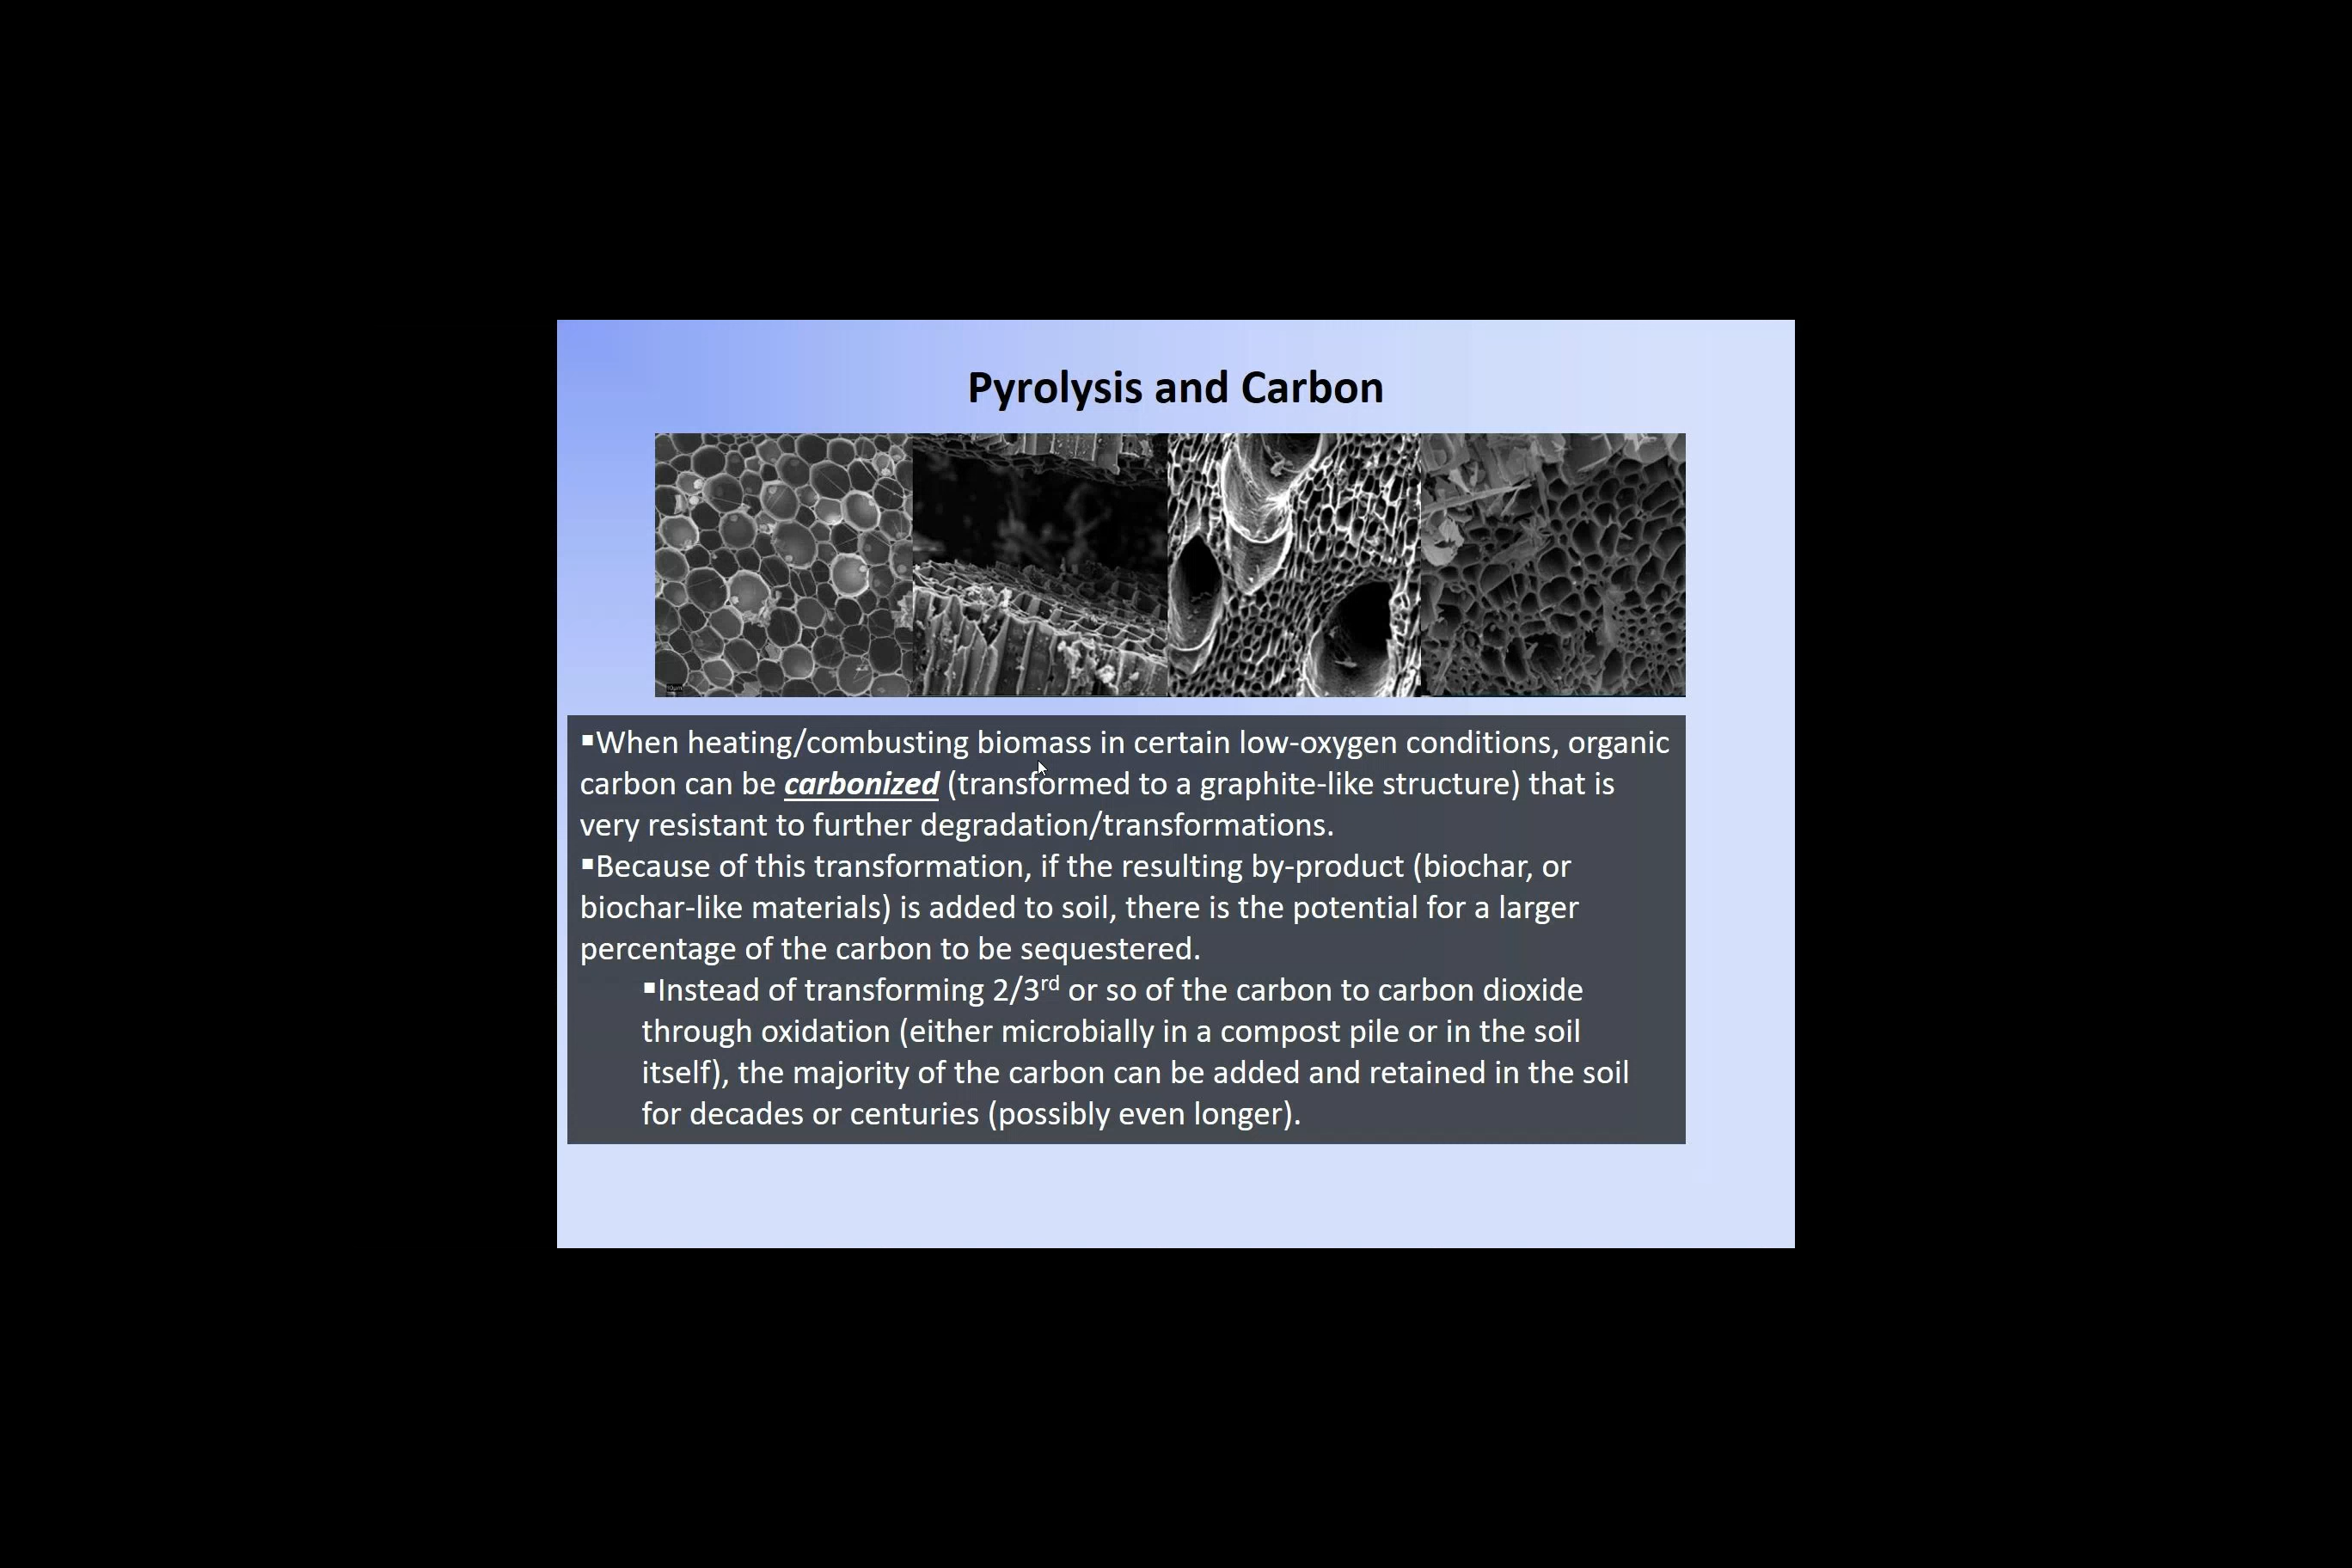 Pyrolysis and Carbon
▪When heating/combusting biomass in certain low-oxygen conditions, organic
carbon can be carbonized (transformed to a graphite-like structure) that is
very resistant to further degradation/transformations.
▪Because of this transformation, if the resulting by-product (biochar, or
biochar-like materials) is added to soil, there is the potential for a larger
percentage of the carbon to be sequestered.
▪Instead of transforming 2/3rd or so of the carbon to carbon dioxide
through oxidation (either microbially in a compost pile or in the soil
itself), the majority of the carbon can be added and retained in the soil
for decades or centuries (possibly even longer).